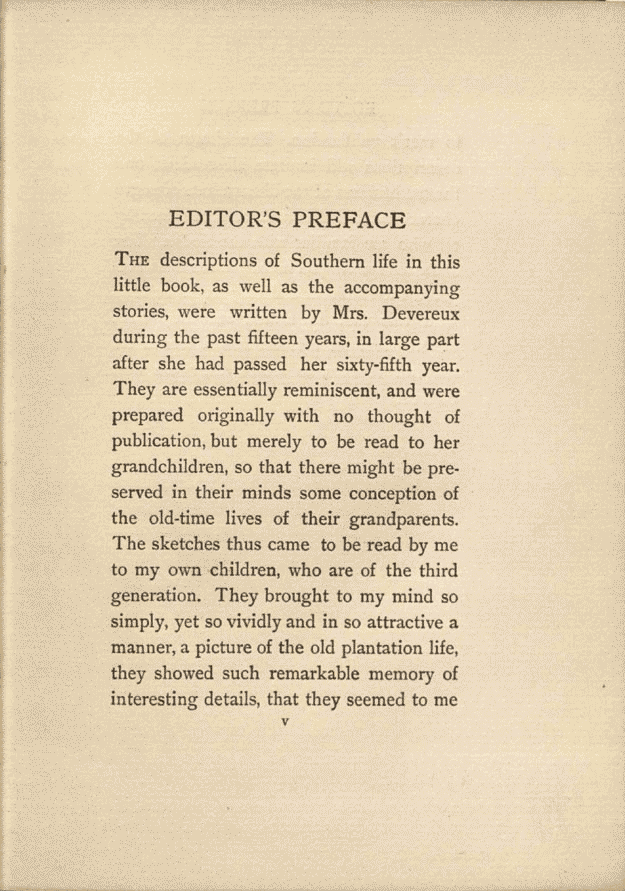 EDITOR'S PREFACE
THE descriptions of Southern life in this
little book, as well as the accompanying
stories, were written by Mrs. Devereux
during the past fifteen years, in large part
after she had passed her sixty-fifth year.
They are essentially reminiscent, and were
prepared originally with no thought of
publication, but merely to be read to her
grandchildren, so that there might be pre-
served in their minds some conception of
the old-time lives of their grandparents.
The sketches thus came to be read by me
to my own children, who are of the third
generation. They brought to my mind so
simply, yet so vividly and in so attractive a
manner, a picture of the old plantation life,
they showed such remarkable memory of
interesting details, that they seemed to me
v